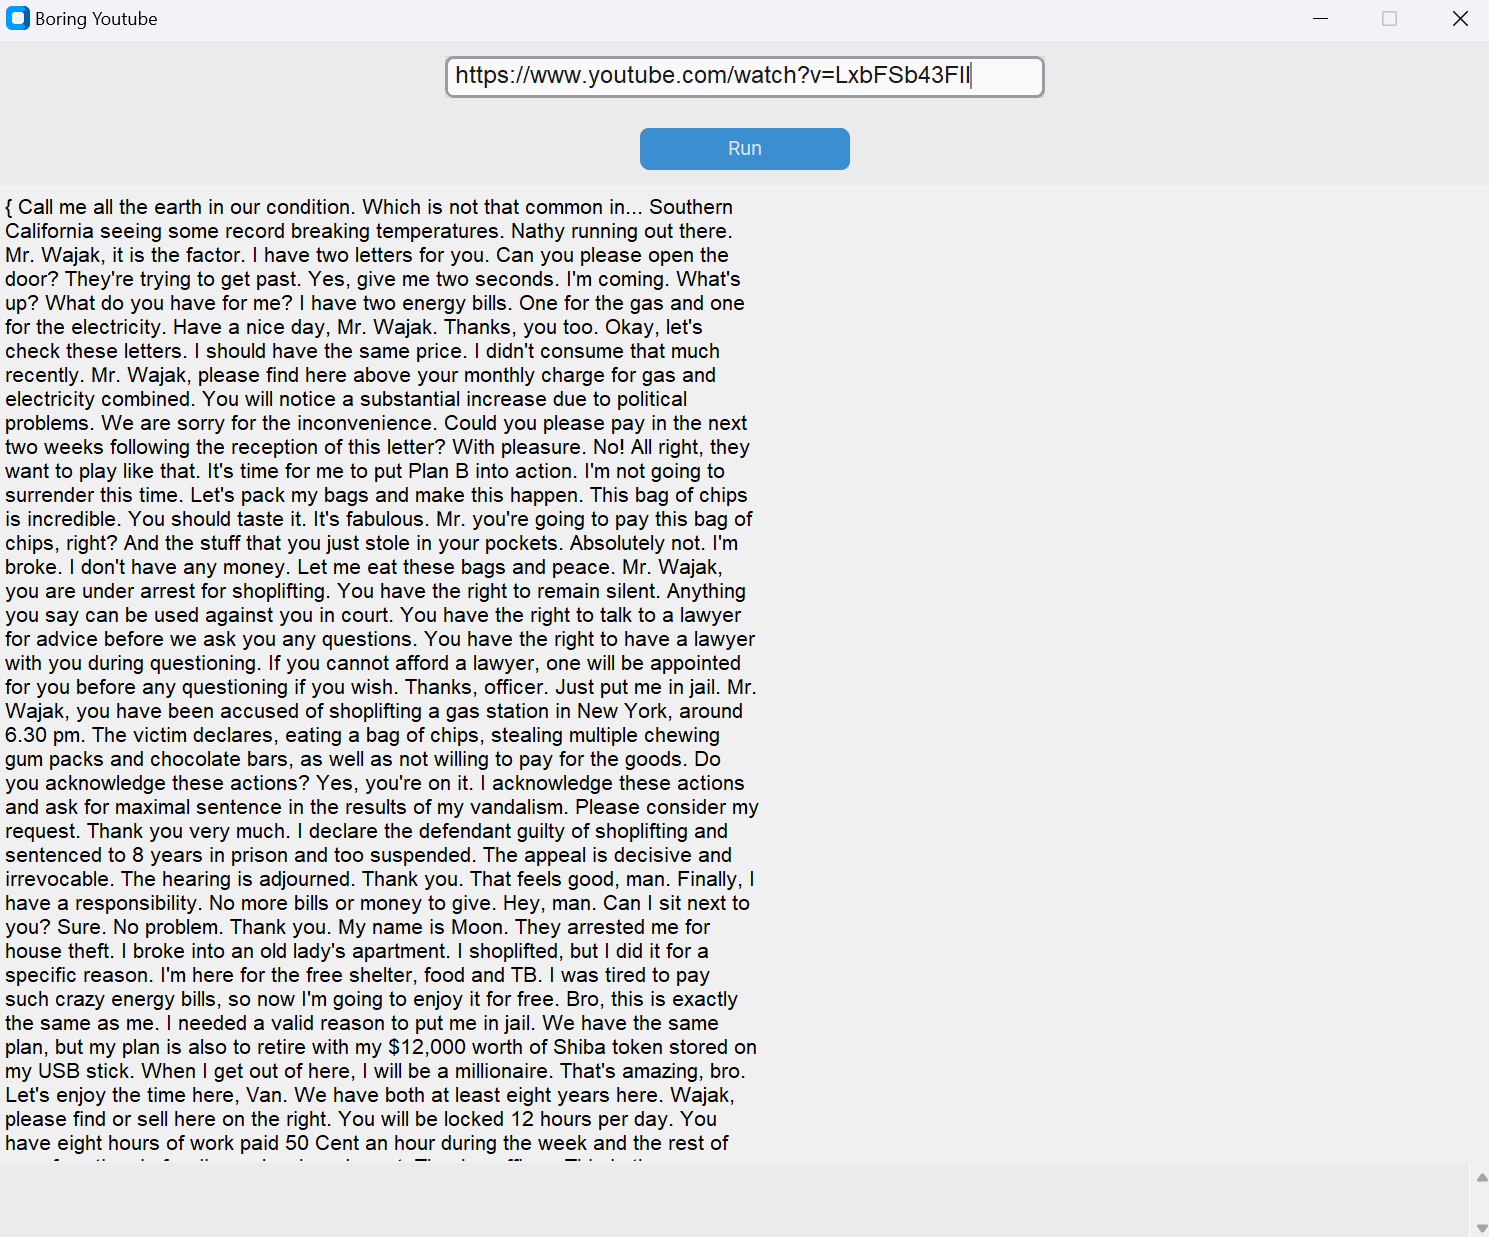 Boring Youtube
https://www.youtube.com/watch?v=LxbFSb43FlI
Run
{ Call me all the earth in our condition. Which is not that common in... Southern
California seeing some record breaking temperatures. Nathy running out there.
Mr. Wajak, it is the factor. I have two letters for you. Can you please open the
door? They're trying to get past. Yes, give me two seconds. I'm coming. What's
up? What do you have for me? I have two energy bills. One for the gas and one
for the electricity. Have a nice day, Mr. Wajak. Thanks, you too. Okay, let's
check these letters. I should have the same price. I didn't consume that much
recently. Mr. Wajak, please find here above your monthly charge for gas and
electricity combined. You will notice a substantial increase due to political
problems. We are sorry for the inconvenience. Could you please pay in the next
two weeks following the reception of this letter? With pleasure. No! All right, they
want to play like that. It's time for me to put Plan B into action. I'm not going to
surrender this time. Let's pack my bags and make this happen. This bag of chips
is incredible. You should taste it. It's fabulous. Mr. you're going to pay this bag of
chips, right? And the stuff that you just stole in your pockets. Absolutely not. I'm
broke. I don't have any money. Let me eat these bags and peace. Mr. Wajak,
you are under arrest for shoplifting. You have the right to remain silent. Anything
you say can be used against you in court. You have the right to talk to a lawyer
for advice before we ask you any questions. You have the right to have a lawyer
with you during questioning. If you cannot afford a lawyer, one will be appointed
for you before any questioning if you wish. Thanks, officer. Just put me in jail. Mr.
Wajak, you have been accused of shoplifting a gas station in New York, around
6.30 pm. The victim declares, eating a bag of chips, stealing multiple chewing
gum packs and chocolate bars, as well as not willing to pay for the goods. Do
you acknowledge these actions? Yes, you're on it. I acknowledge these actions
and ask for maximal sentence in the results of my vandalism. Please consider my
request. Thank you very much. I declare the defendant guilty of shoplifting and
sentenced to 8 years in prison and too suspended. The appeal is decisive and
irrevocable. The hearing is adjourned. Thank you. That feels good, man. Finally, I
have a responsibility. No more bills or money to give. Hey, man. Can I sit next to
you? Sure. No problem. Thank you. My name is Moon. They arrested me for
house theft. I broke into an old lady's apartment. I shoplifted, but I did it for a
specific reason. I'm here for the free shelter, food and TB. I was tired to pay
such crazy energy bills, so now I'm going to enjoy it for free. Bro, this is exactly
the same as me. I needed a valid reason to put me in jail. We have the same
plan, but my plan is also to retire with my $12,000 worth of Shiba token stored on
my USB stick. When I get out of here, I will be a millionaire. That's amazing, bro.
Let's enjoy the time here, Van. We have both at least eight years here. Wajak,
please find or sell here on the right. You will be locked 12 hours per day. You
have eight hours of work paid 50 Cent an hour during the week and the rest of